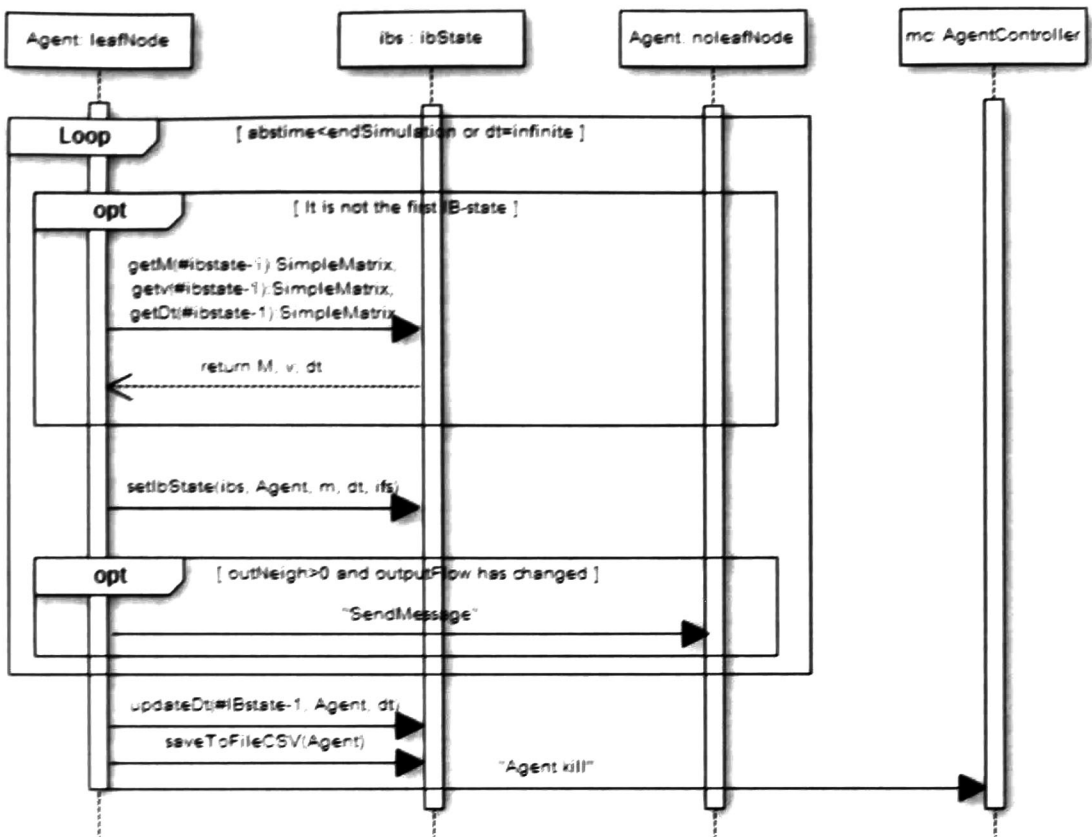 Agent: leafNode
ibs : ibState
Agent: noleafNode
mc: AgentController
Loop
[ abstime<endSimulation or dt=infinite ]
opt
[ It is not the first IB-state ]
getM(#ibstate-1):SimpleMatrix,
getv(#ibstate-1):SimpleMatrix,
getDt(#ibstate-1):SimpleMatrix
return M, v, dt
setIbState(ibs, Agent, m, dt, ifs)
opt
[ outNeigh>0 and outputFlow has changed ]
"SendMessage"
updateDt(#IBstate-1, Agent, dt)
saveToFileCSV(Agent)
"Agent kill"